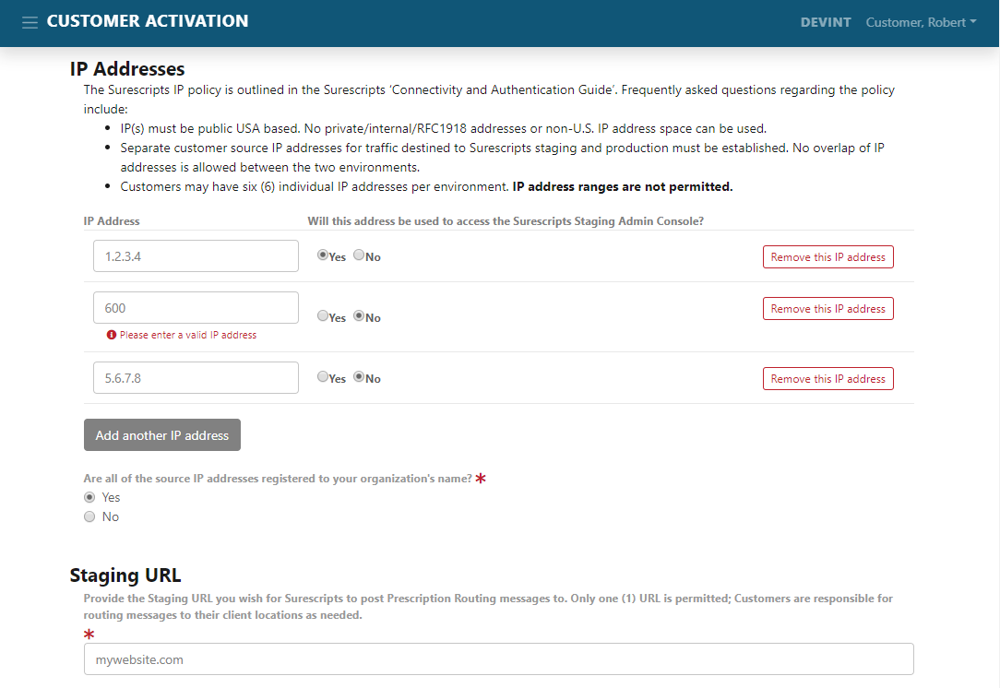 CUSTOMER ACTIVATION
DEVINT Customer, Robert
IP Addresses
The Surescripts IP policy is outlined in the Surescripts ‘Connectivity and Authentication Guide’. Frequently asked questions regarding the policy
include:
• IP(s) must be public USA based. No private/internal/RFC1918 addresses or non-U.S. IP address space can be used.
• Separate customer source IP addresses for traffic destined to Surescripts staging and production must be established. No overlap of IP
addresses is allowed between the two environments.
• Customers may have six (6) individual IP addresses per environment. IP address ranges are not permitted.
IP Address Will this address be used to access the Surescripts Staging Admin Console?
1.2.3.4 Yes No Remove this IP address
600 Yes No Remove this IP address
Please enter a valid IP address
5.6.7.8 Yes No Remove this IP address
Add another IP address
Are all of the source IP addresses registered to your organization's name? *
Yes
No
Staging URL
Provide the Staging URL you wish for Surescripts to post Prescription Routing messages to. Only one (1) URL is permitted; Customers are responsible for
routing messages to their client locations as needed.
*
mywebsite.com